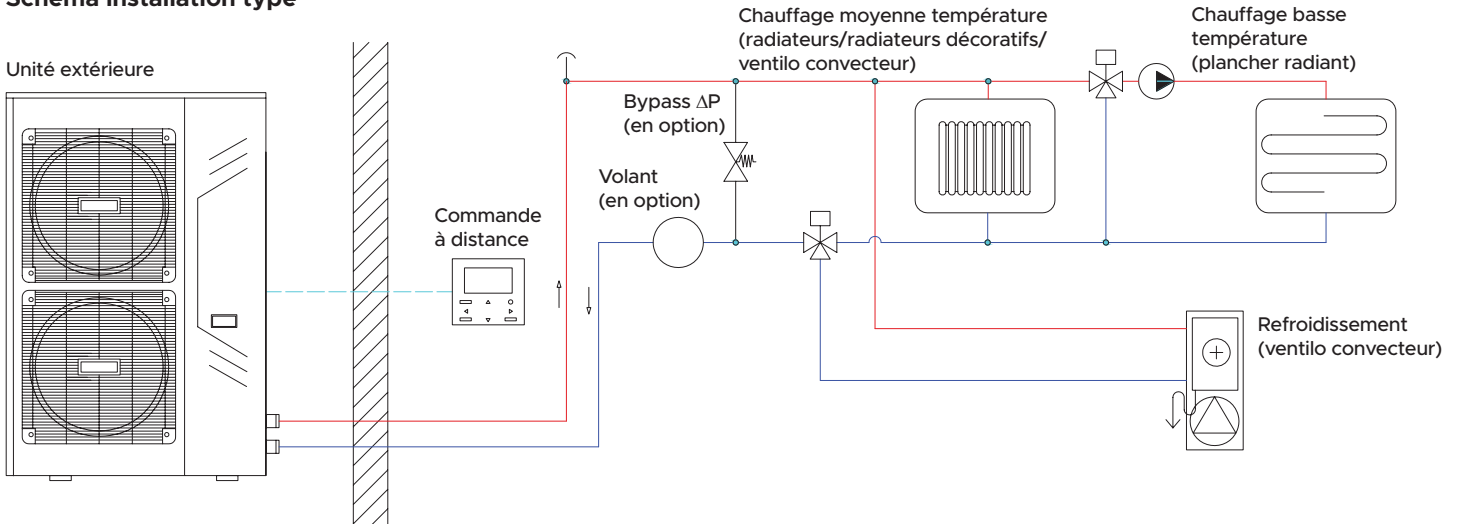 Schéma installation type
Unité extérieure
Commande
à distance
Volant
(en option)
Bypass ΔP
(en option)
Chauffage moyenne température
(radiateurs/radiateurs décoratifs/
ventilo convecteur)
Chauffage basse
température
(plancher radiant)
Refroidissement
(ventilo convecteur)